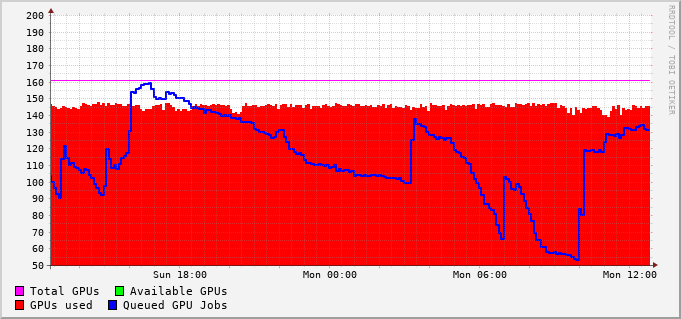 RRDTOOL / TOBI OETIKER
200
190
180
170
160
150
140
130
120
110
100
90
80
70
60
50
Sun 18:00
Mon 00:00
Mon 06:00
Mon 12:00
Total GPUs
Available GPUs
GPUs used
Queued GPU Jobs